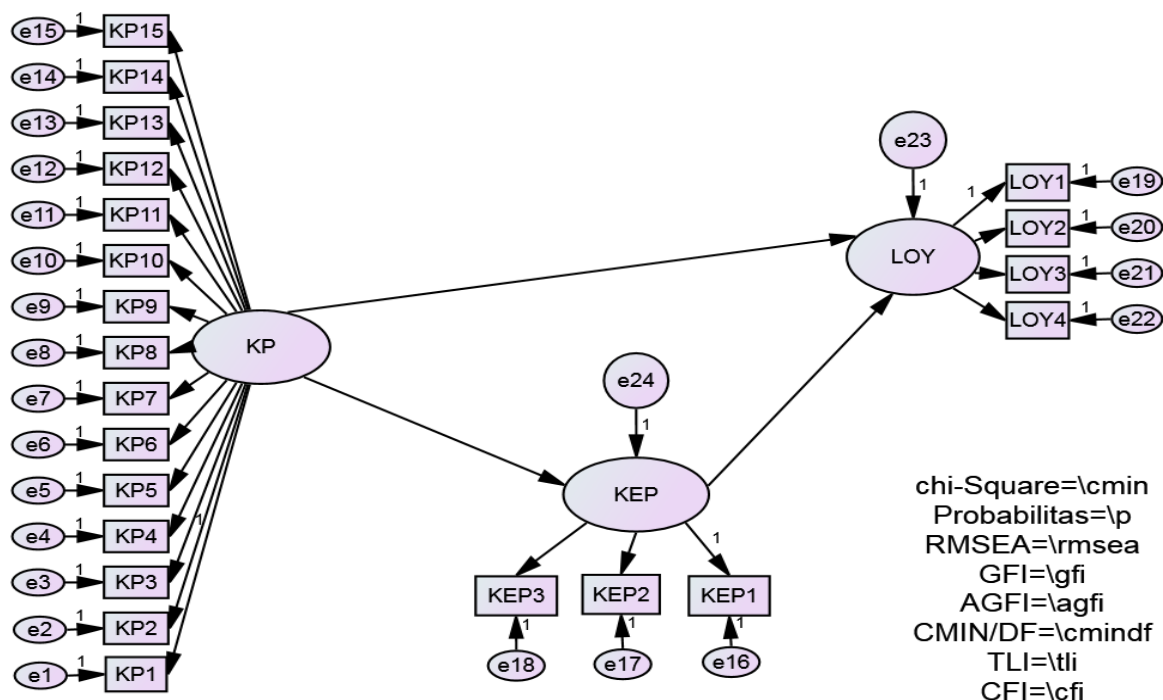 e15 1 KP15
e14 1 KP14
e13 1 KP13
e12 1 KP12
e11 1 KP11
e10 1 KP10
e9 1 KP9
e8 1 KP8
e7 1 KP7
e6 1 KP6
e5 1 KP5
e4 1 KP4
e3 1 KP3
e2 1 KP2
e1 1 KP1
1
KP
e23
1
LOY
1
LOY1 1 e19
LOY2 1 e20
LOY3 1 e21
LOY4 1 e22
e24
1
KEP
1
KEP3 KEP2 KEP1
1 1 1
e18 e17 e16
chi-Square=\cmin
Probabilitas=\p
RMSEA=\rmsea
GFI=\gfi
AGFI=\agfi
CMIN/DF=\cmindf
TLI=\tli
CFI=\cfi